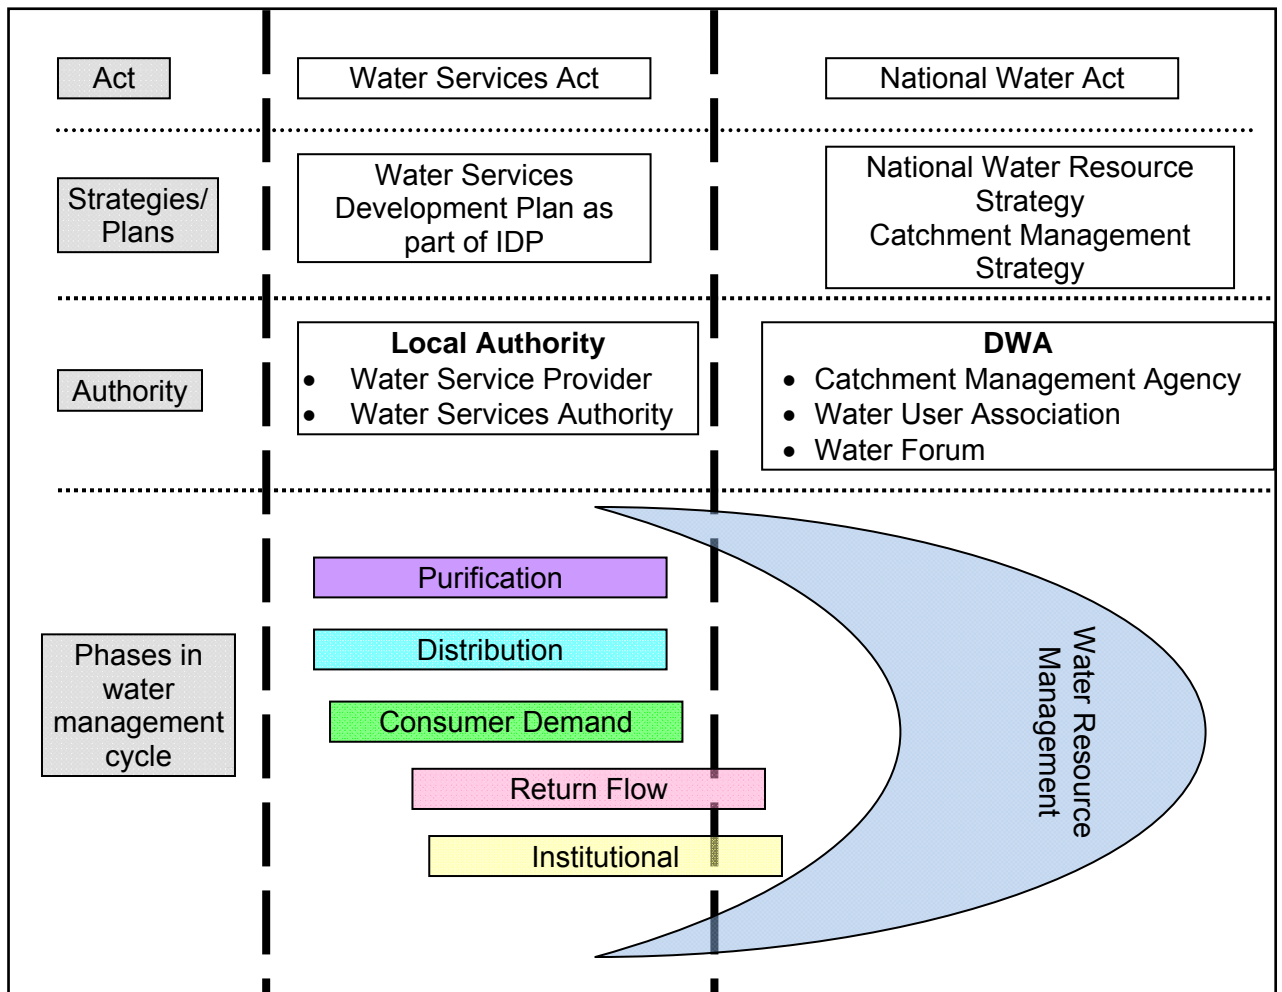 Act
Water Services Act
National Water Act
Strategies/
Plans
Water Services
Development Plan as
part of IDP
National Water Resource
Strategy
Catchment Management
Strategy
Authority
Local Authority
• Water Service Provider
• Water Services Authority
DWA
• Catchment Management Agency
• Water User Association
• Water Forum
Phases in
water
management
cycle
Purification
Distribution
Consumer Demand
Return Flow
Institutional
Water Resource
Management